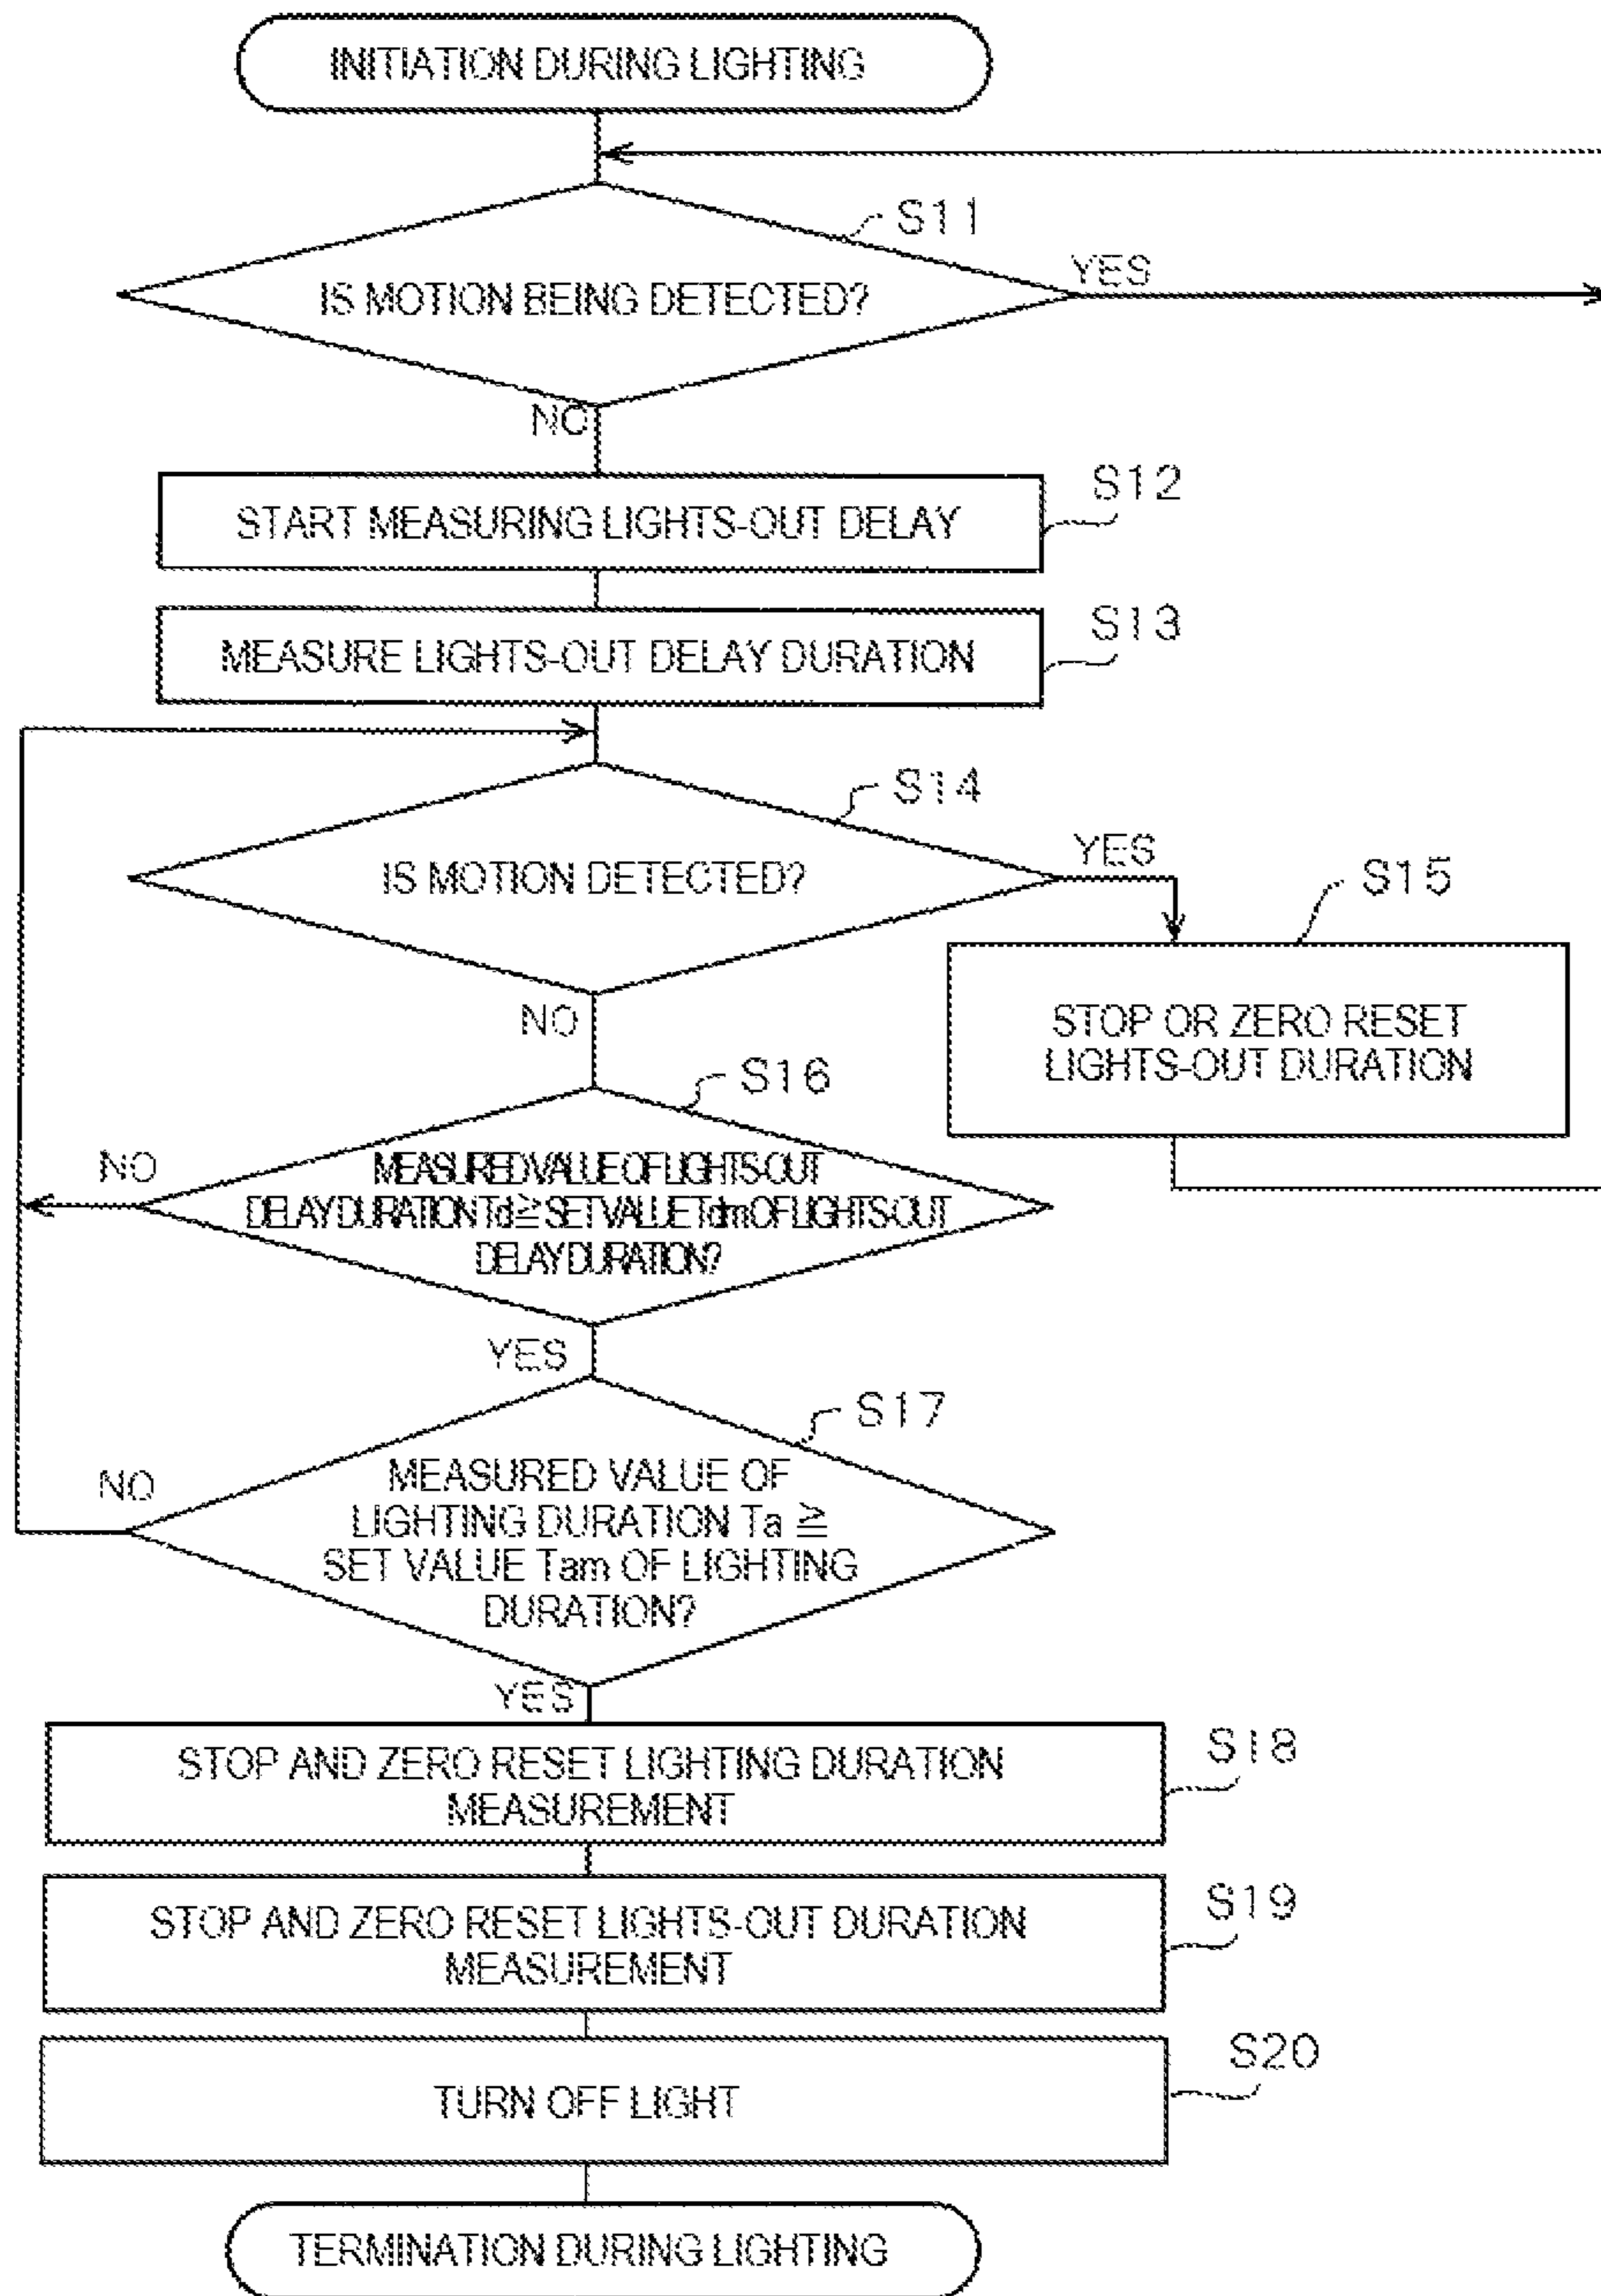 INITIATION DURING LIGHTING
S11
IS MOTION BEING DETECTED?
YES
NO
S12
START MEASURING LIGHTS-OUT DELAY
S13
MEASURE LIGHTS-OUT DELAY DURATION
S14
IS MOTION DETECTED?
YES
S15
STOP OR ZERO RESET
LIGHTS-OUT DURATION
NO
S16
NO
MEASURED VALUE OF LIGHTS-OUT
DELAY DURATION Td ≧ SET VALUE Tdm OF LIGHTS-OUT
DELAY DURATION?
YES
S17
NO
MEASURED VALUE OF
LIGHTING DURATION Ta ≧
SET VALUE Tam OF LIGHTING
DURATION?
YES
S18
STOP AND ZERO RESET LIGHTING DURATION
MEASUREMENT
S19
STOP AND ZERO RESET LIGHTS-OUT DURATION
MEASUREMENT
S20
TURN OFF LIGHT
TERMINATION DURING LIGHTING